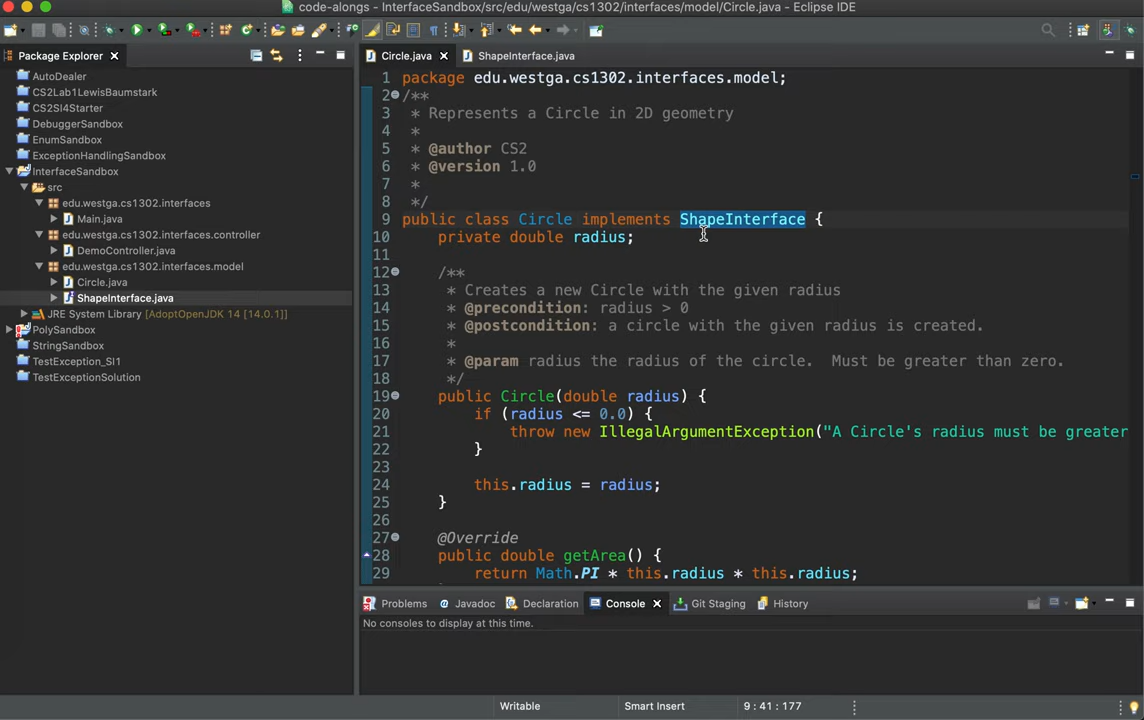 code-alongs - InterfaceSandbox/src/edu/westga/cs1302/interfaces/model/Circle.java - Eclipse IDE
Package Explorer
AutoDealer
CS2Lab1LewisBaumstark
CS2SI4Starter
DebuggerSandbox
EnumSandbox
ExceptionHandlingSandbox
InterfaceSandbox
src
edu.westga.cs1302.interfaces
Main.java
edu.westga.cs1302.interfaces.controller
DemoController.java
edu.westga.cs1302.interfaces.model
Circle.java
ShapeInterface.java
JRE System Library [AdoptOpenJDK 14 [14.0.1]]
PolySandbox
StringSandbox
TestException_SI1
TestExceptionSolution
Circle.java ShapeInterface.java
1 package edu.westga.cs1302.interfaces.model;
2 /**
3 * Represents a Circle in 2D geometry
4 *
5 * @author CS2
6 * @version 1.0
7 *
8 */
9 public class Circle implements ShapeInterface {
10 private double radius;
11
12 /**
13 * Creates a new Circle with the given radius
14 * @precondition: radius > 0
15 * @postcondition: a circle with the given radius is created.
16 *
17 * @param radius the radius of the circle.  Must be greater than zero.
18 */
19 public Circle(double radius) {
20 if (radius <= 0.0) {
21 throw new IllegalArgumentException("A Circle's radius must be greater
22 }
23
24 this.radius = radius;
25 }
26
27 @Override
28 public double getArea() {
29 return Math.PI * this.radius * this.radius;
Problems Javadoc Declaration Console Git Staging History
No consoles to display at this time.
Writable Smart Insert 9 : 41 : 177